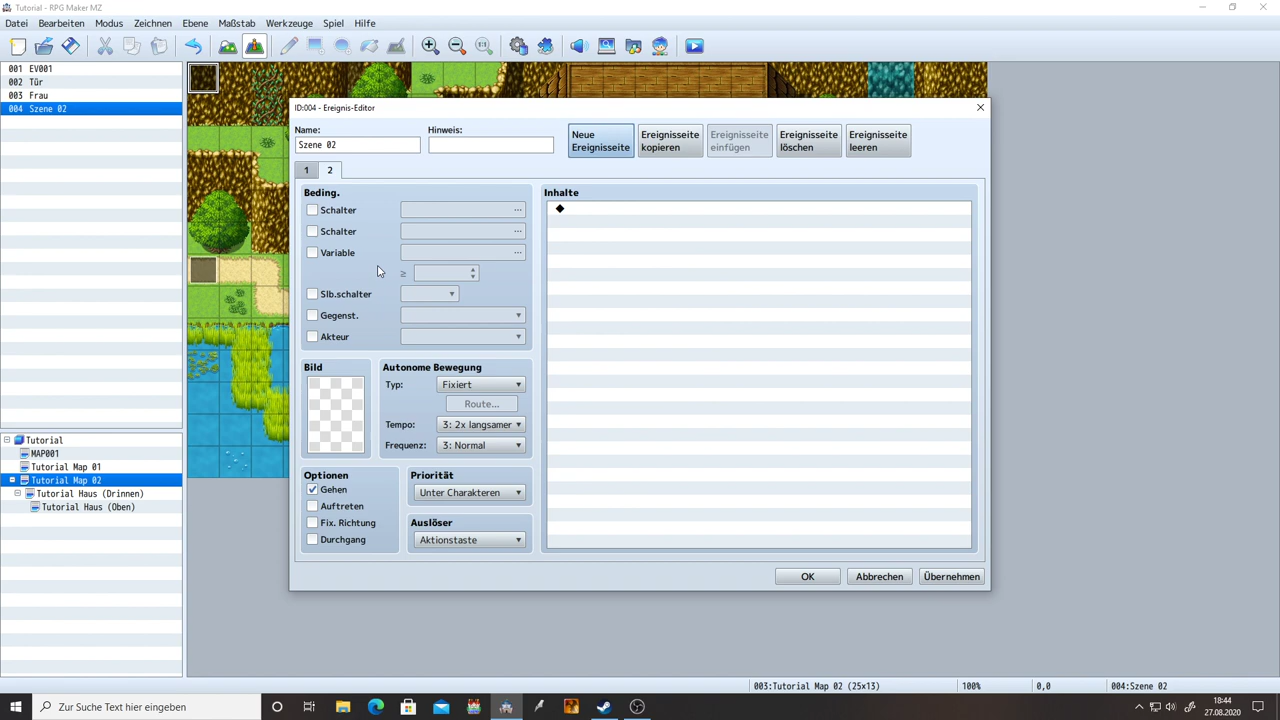 Tutorial - RPG Maker MZ
Datei Bearbeiten Modus Zeichnen Ebene Maßstab Werkzeuge Spiel Hilfe
001 EV001
002 Tür
003 Frau
004 Szene 02
ID:004 - Ereignis-Editor
Name: Hinweis:
Szene 02
Neue Ereignisseite
Ereignisseite kopieren
Ereignisseite einfügen
Ereignisseite löschen
Ereignisseite leeren
1 2
Beding.
Schalter ...
Schalter ...
Variable ...
≥
Slb.schalter
Gegenst.
Akteur
Bild
Autonome Bewegung
Typ: Fixiert
Route...
Tempo: 3: 2x langsamer
Frequenz: 3: Normal
Optionen
Gehen
Auftreten
Fix. Richtung
Durchgang
Priorität
Unter Charakteren
Auslöser
Aktionstaste
Inhalte
OK Abbrechen Übernehmen
Tutorial
MAP001
Tutorial Map 01
Tutorial Map 02
Tutorial Haus (Drinnen)
Tutorial Haus (Oben)
003:Tutorial Map 02 (25x13) 100% 0,0 004:Szene 02
Zur Suche Text hier eingeben
18:44
27.08.2020